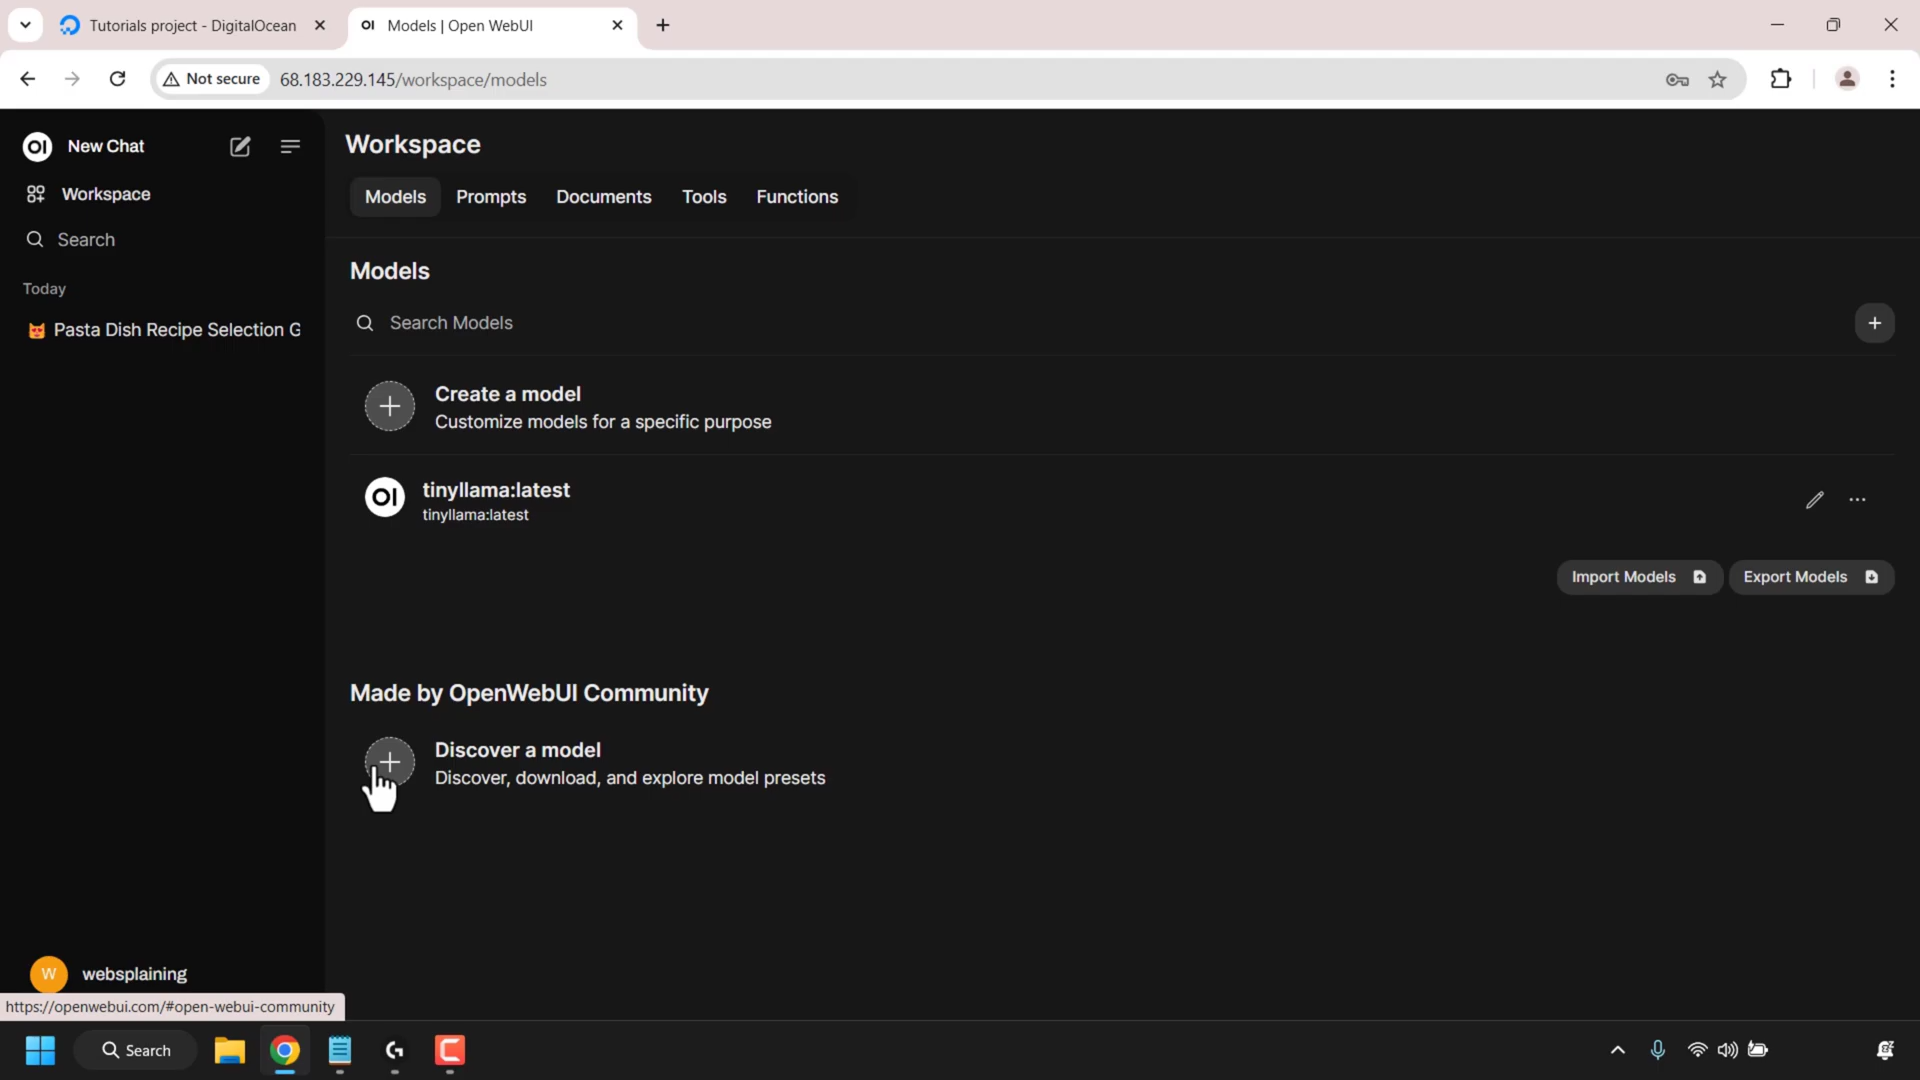 Tutorials project - DigitalOcean
OI Models | Open WebUI
Not secure 68.183.229.145/workspace/models
OI New Chat
Workspace
Search
Today
Pasta Dish Recipe Selection G
Workspace
Models Prompts Documents Tools Functions
Models
Search Models
Create a model
Customize models for a specific purpose
OI tinyllama:latest
tinyllama:latest
Import Models Export Models
Made by OpenWebUI Community
Discover a model
Discover, download, and explore model presets
W websplaining
https://openwebui.com/#open-webui-community
Search